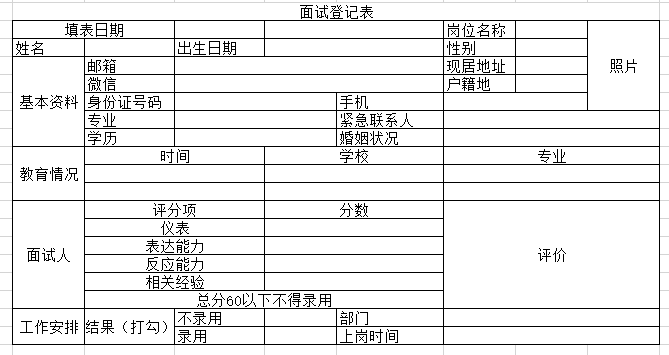 面试登记表
填表日期 岗位名称
姓名 出生日期 性别
照片
基本资料
邮箱 现居地址
微信 户籍地
身份证号码 手机
专业 紧急联系人
学历 婚姻状况
教育情况
时间 学校 专业
面试人
评分项 分数
仪表
表达能力
反应能力
相关经验
总分60以下不得录用
评价
工作安排 结果（打勾）
不录用 部门
录用 上岗时间